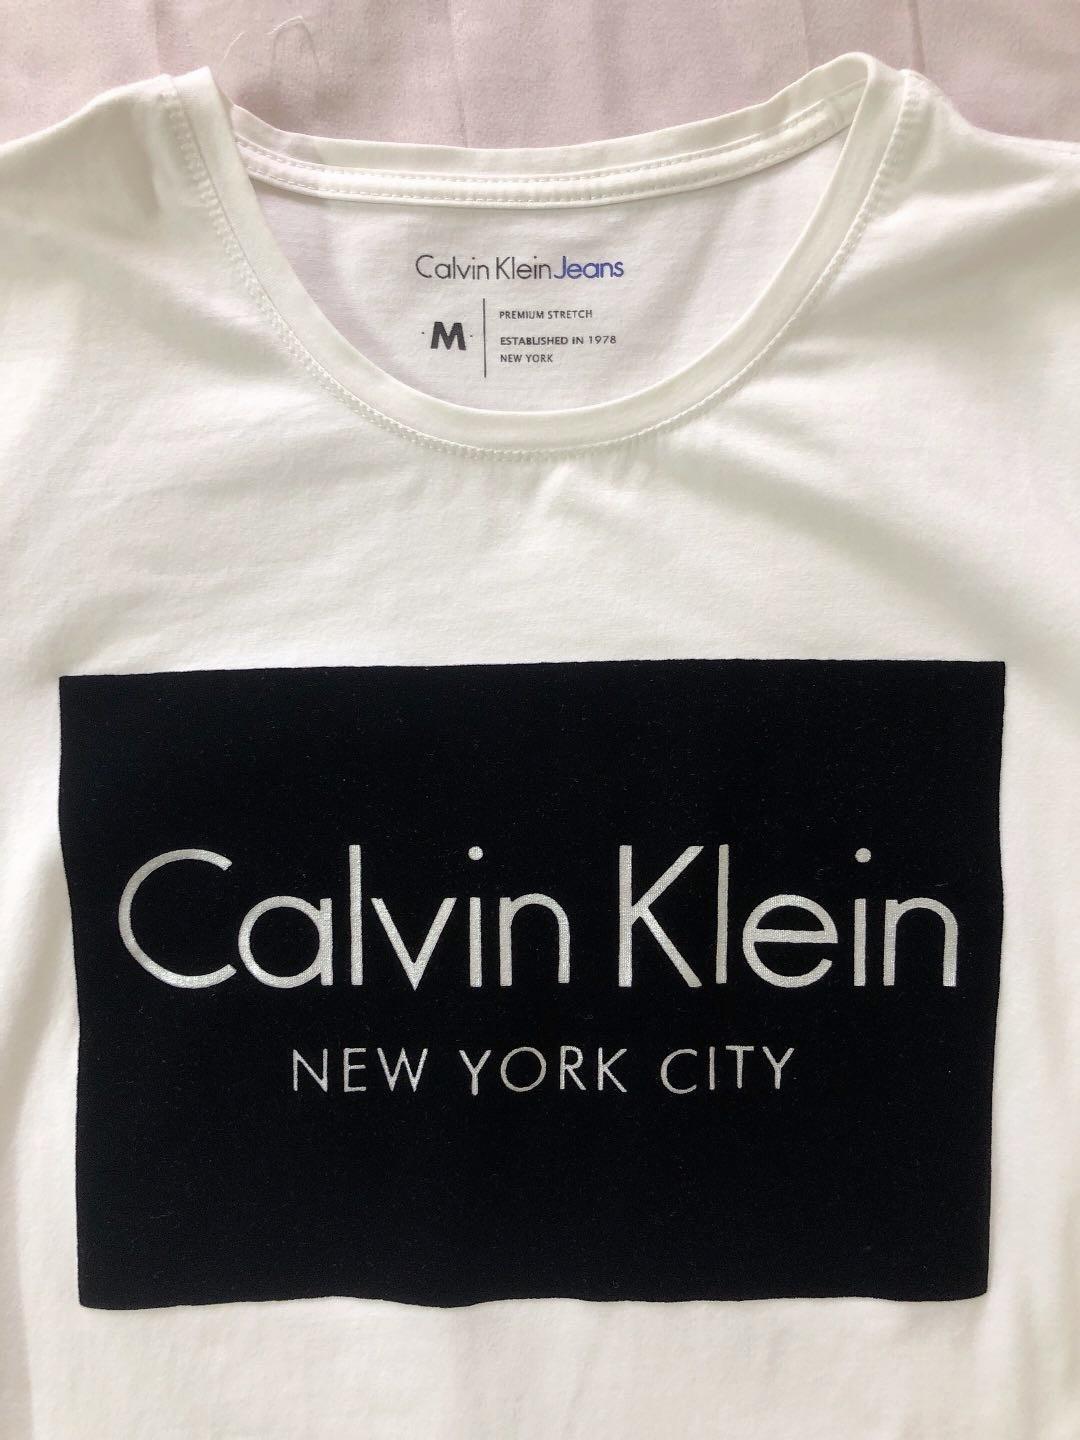 Calvin Klein Jeans
M
PREMIUM STRETCH
ESTABLISHED IN 1978
NEW YORK
Calvin Klein
NEW YORK CITY